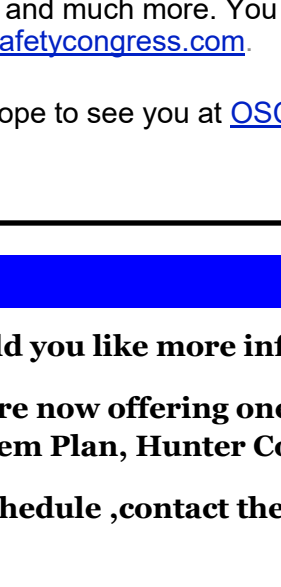 and much more. You
afetycongress.com.
ope to see you at OSC
ld you like more inf
re now offering one
em Plan, Hunter Co
hedule ,contact the